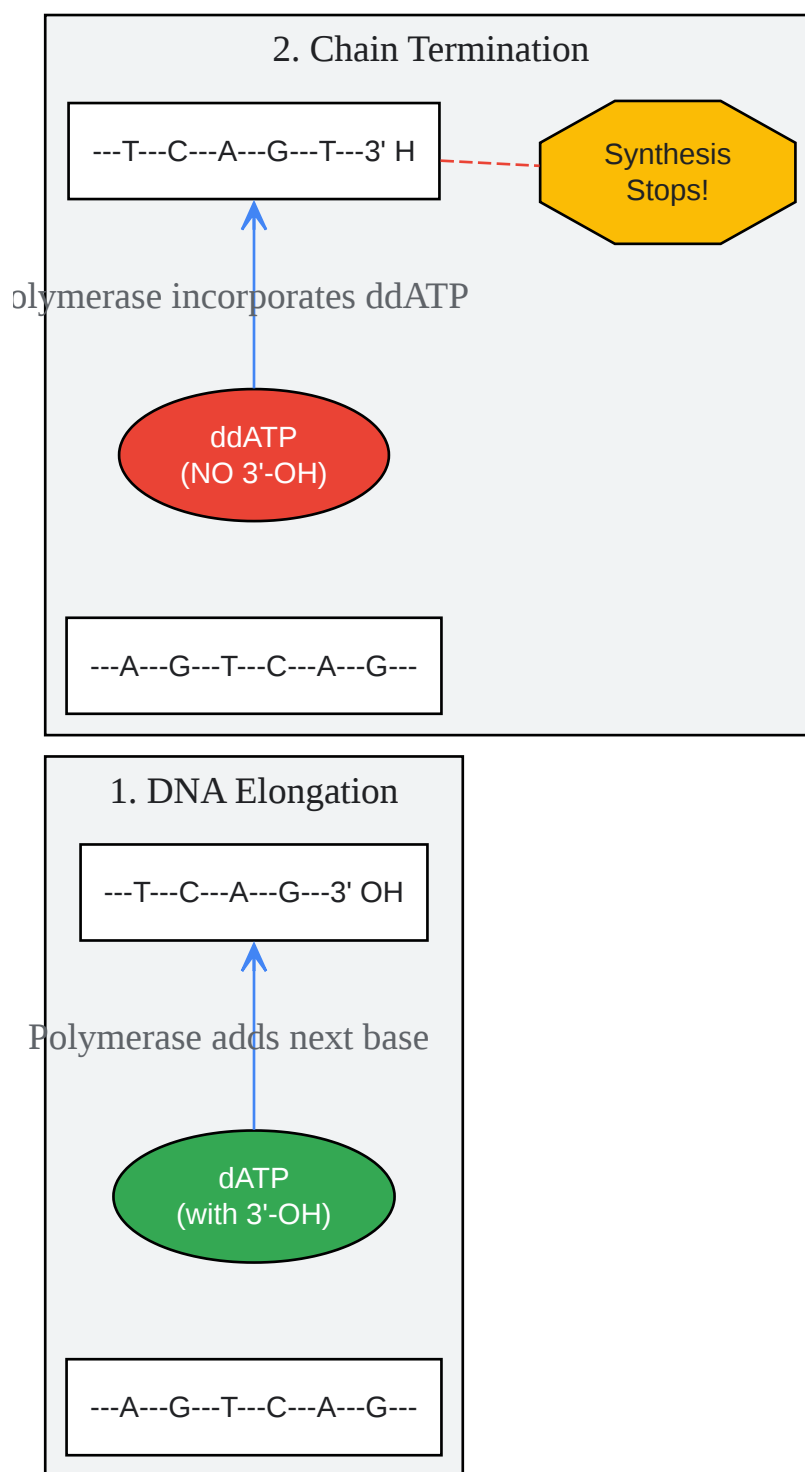 2. Chain Termination
---T---C---A---G---T---3' H
Synthesis
Stops!
olymerase incorporates ddATP
ddATP
(NO 3'-OH)
---A---G---T---C---A---G---
1. DNA Elongation
---T---C---A---G---3' OH
Polymerase adds next base
dATP
(with 3'-OH)
---A---G---T---C---A---G---